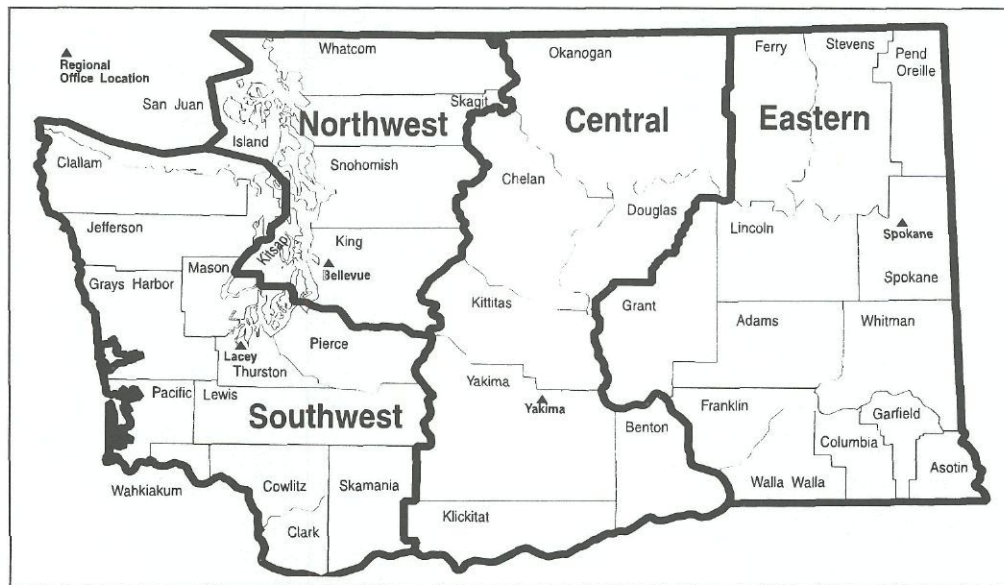 Regional
Office Location
San Juan
Whatcom
Skagit
Northwest
Island
Snohomish
King
Kitsap
Bellevue
Clallam
Jefferson
Grays Harbor
Mason
Lacey
Thurston
Pierce
Pacific
Lewis
Southwest
Wahkiakum
Cowlitz
Skamania
Clark
Okanogan
Central
Chelan
Douglas
Kittitas
Yakima
Yakima
Benton
Klickitat
Ferry
Stevens
Pend
Oreille
Eastern
Lincoln
Spokane
Spokane
Grant
Adams
Whitman
Franklin
Garfield
Columbia
Walla Walla
Asotin